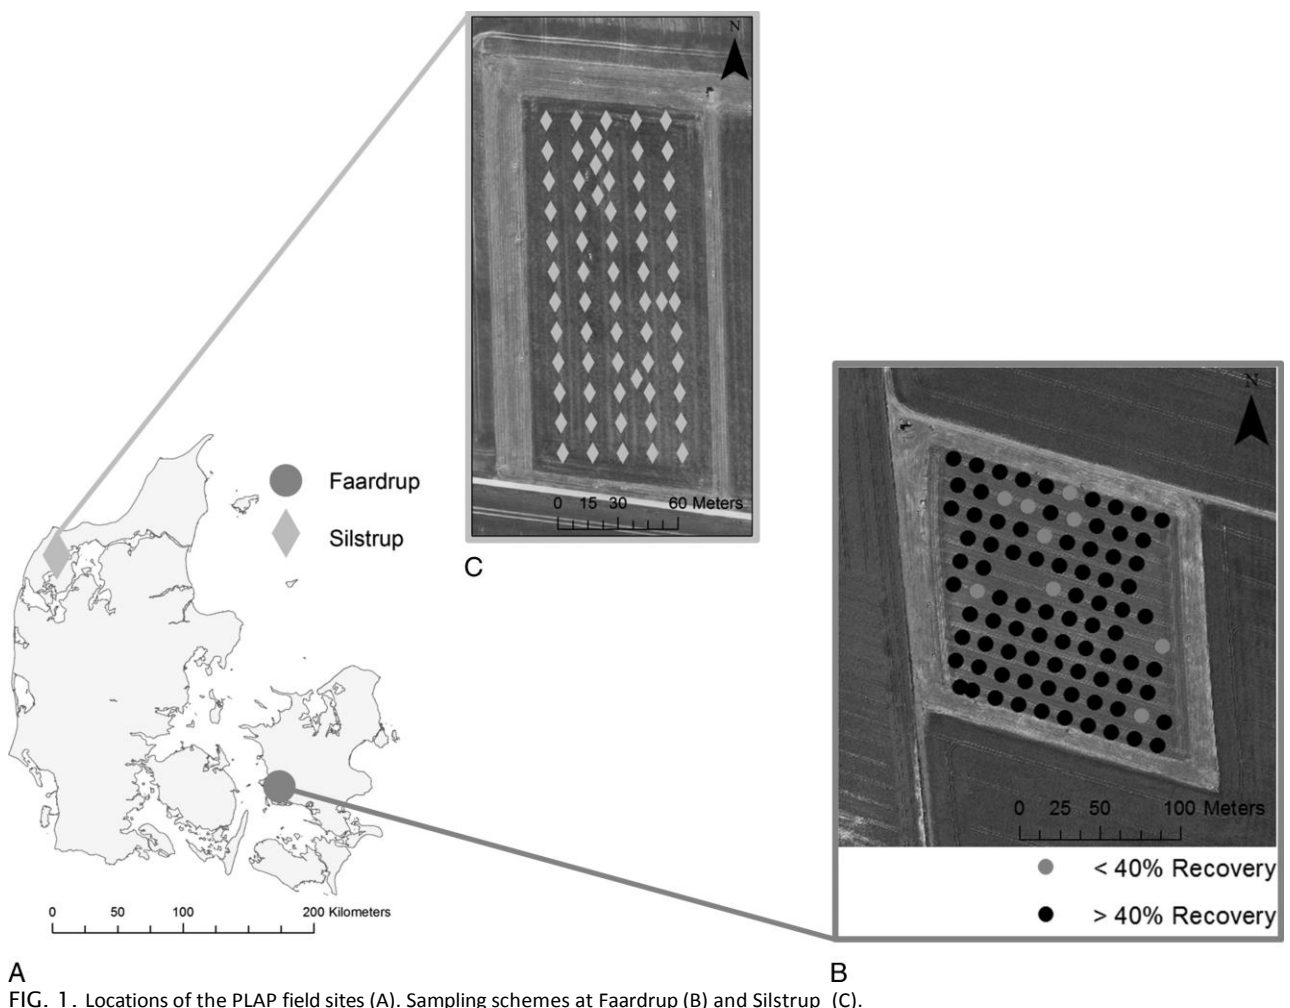 N
0 15 30 60 Meters
C
Faardrup
Silstrup
N
0 25 50 100 Meters
< 40% Recovery
> 40% Recovery
0 50 100 200 Kilometers
A
B
FIG. 1. Locations of the PLAP field sites (A). Sampling schemes at Faardrup (B) and Silstrup (C).